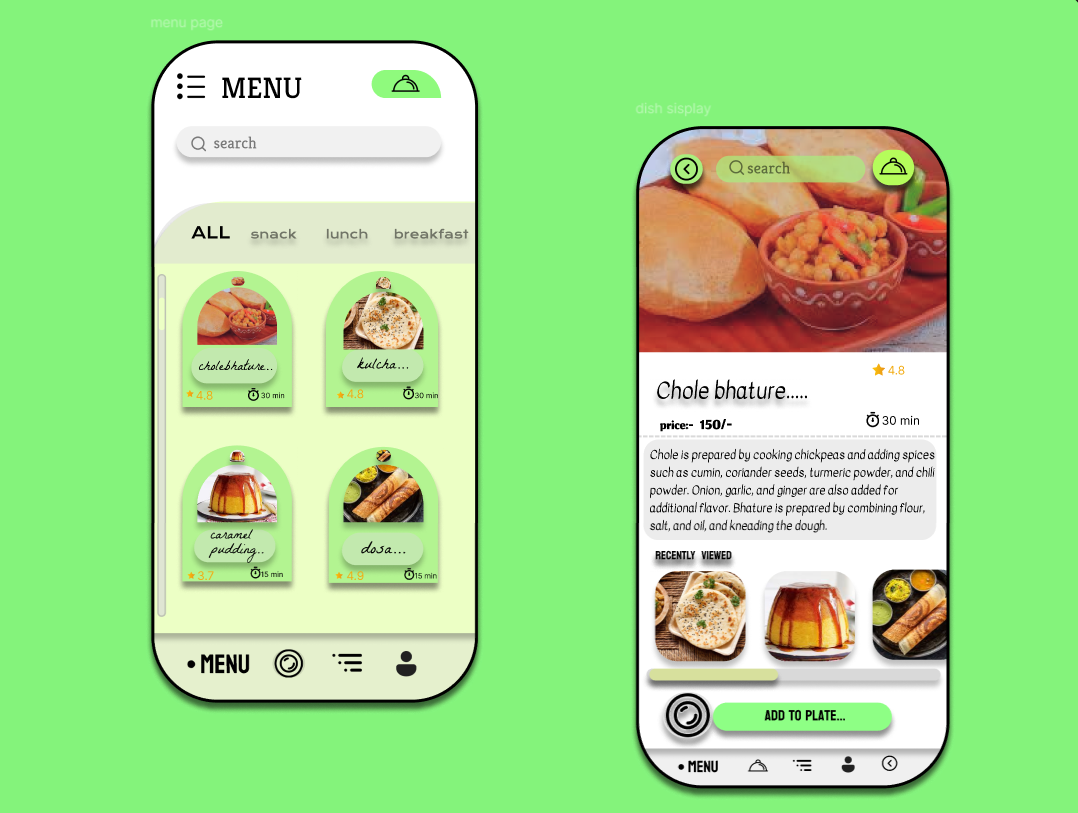 menu page
MENU
search
ALL snack lunch breakfast
cholebhature..
4.8 30 min
kulcha...
4.8 30 min
caramel
pudding..
3.7 15 min
dosa...
4.9 15 min
• MENU
dish sisplay
search
4.8
Chole bhature.....
price:- 150/-
30 min
Chole is prepared by cooking chickpeas and adding spices
such as cumin, coriander seeds, turmeric powder, and chili
powder. Onion, garlic, and ginger are also added for
additional flavor. Bhature is prepared by combining flour,
salt, and oil, and kneading the dough.
RECENTLY VIEWED
ADD TO PLATE...
• MENU